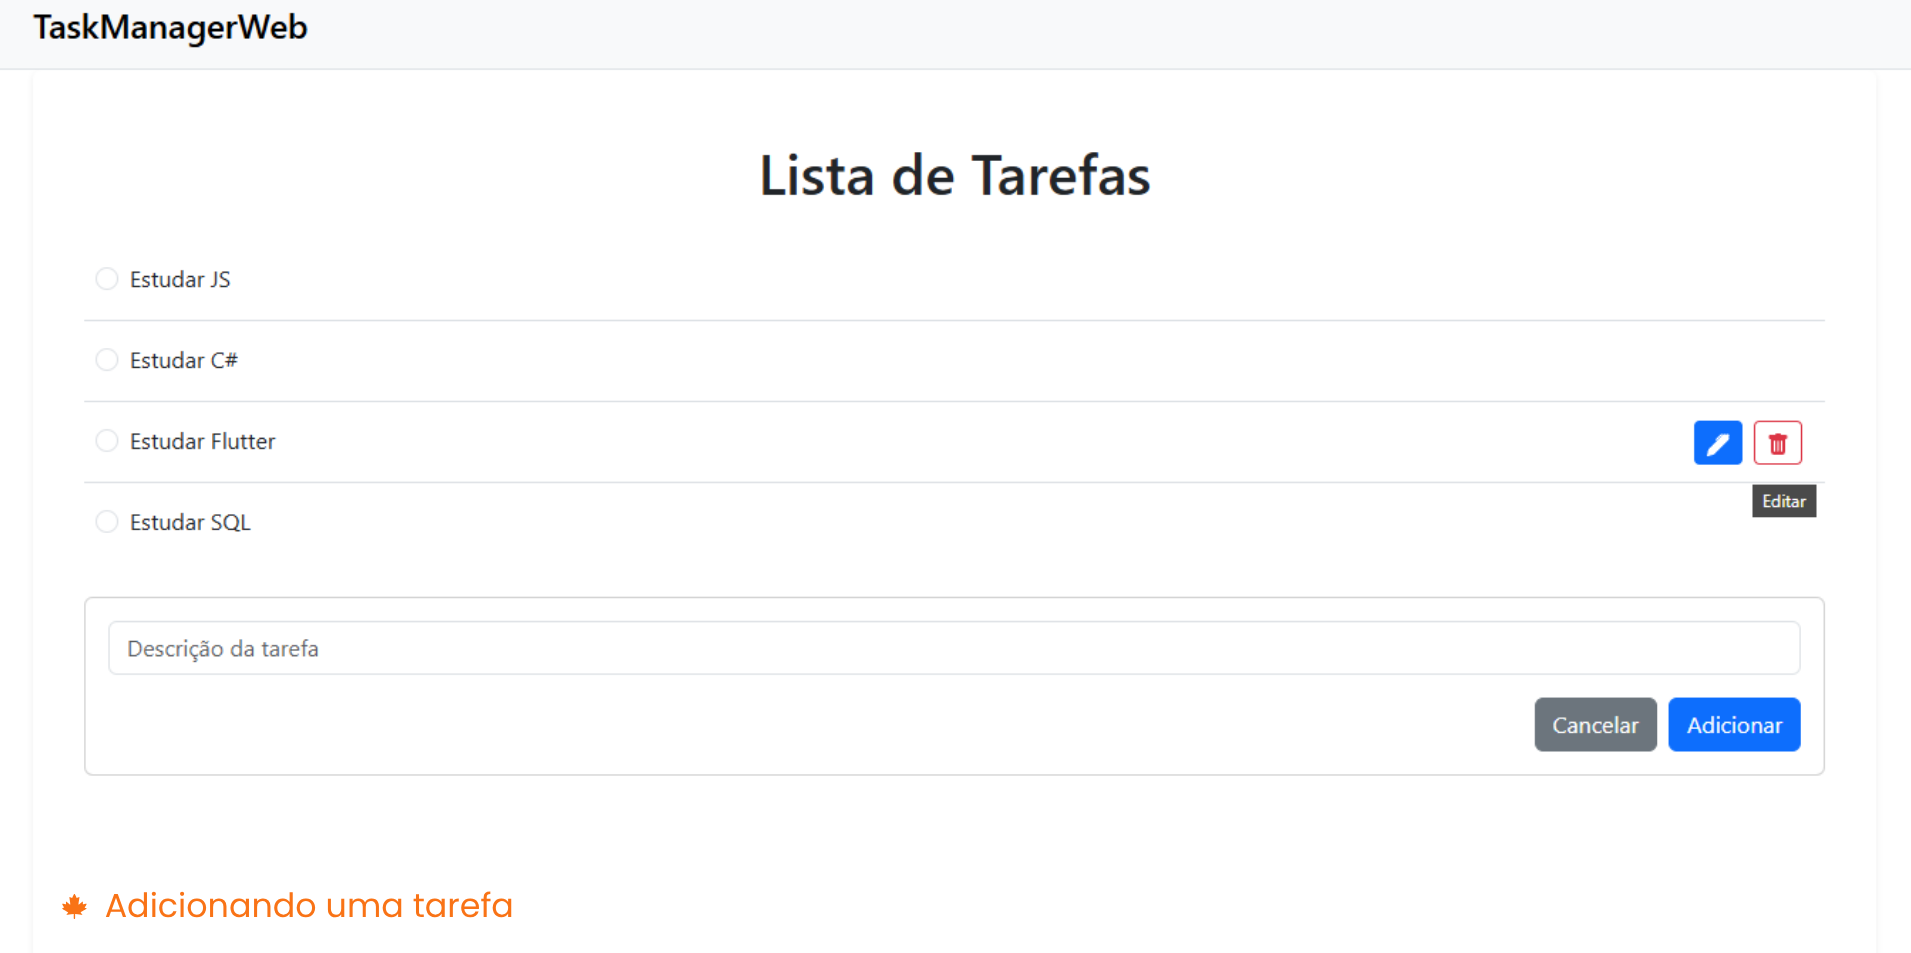 TaskManagerWeb
Lista de Tarefas
Estudar JS
Estudar C#
Estudar Flutter
Editar
Estudar SQL
Descrição da tarefa
Cancelar Adicionar
Adicionando uma tarefa